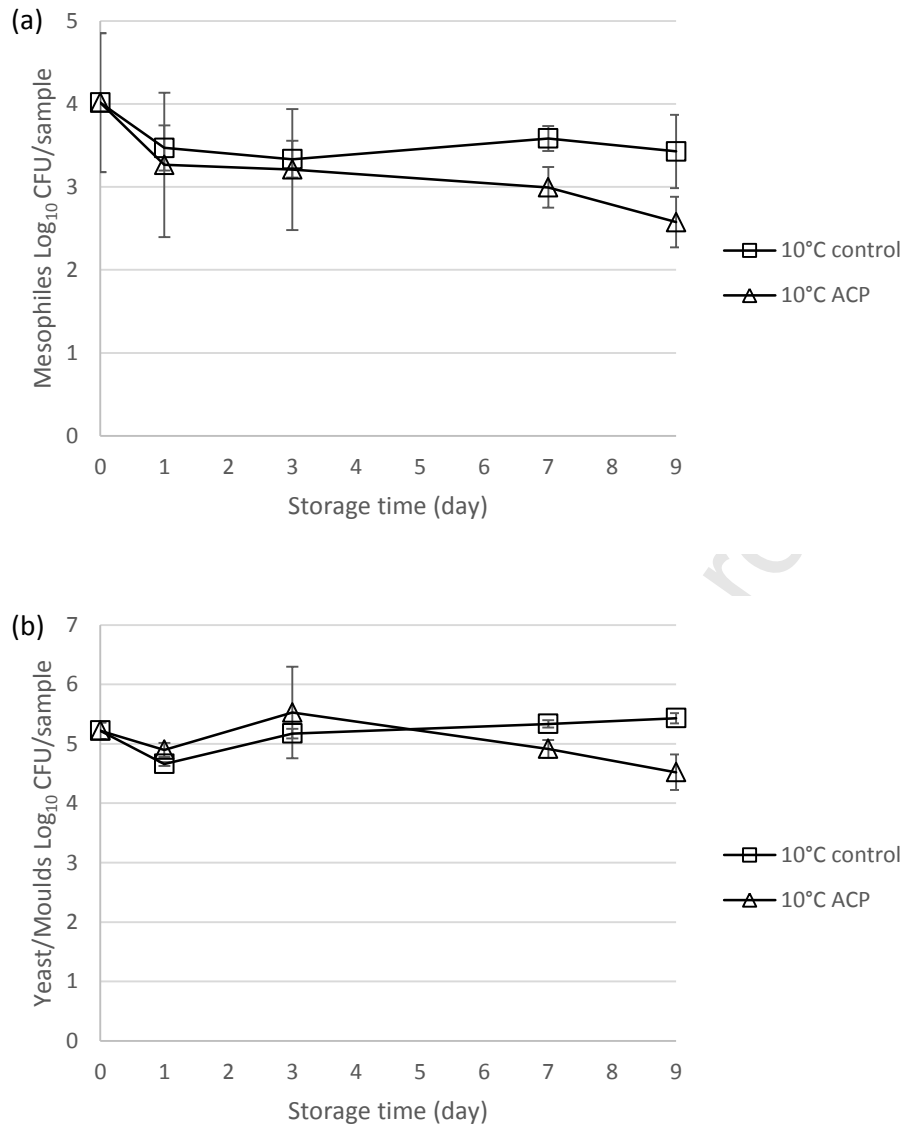 (a)
Mesophiles Log₁₀ CFU/sample
5
4
3
2
1
0
0 1 2 3 4 5 6 7 8 9
Storage time (day)
10°C control
10°C ACP
(b)
Yeast/Moulds Log₁₀ CFU/sample
7
6
5
4
3
2
1
0
0 1 2 3 4 5 6 7 8 9
Storage time (day)
10°C control
10°C ACP